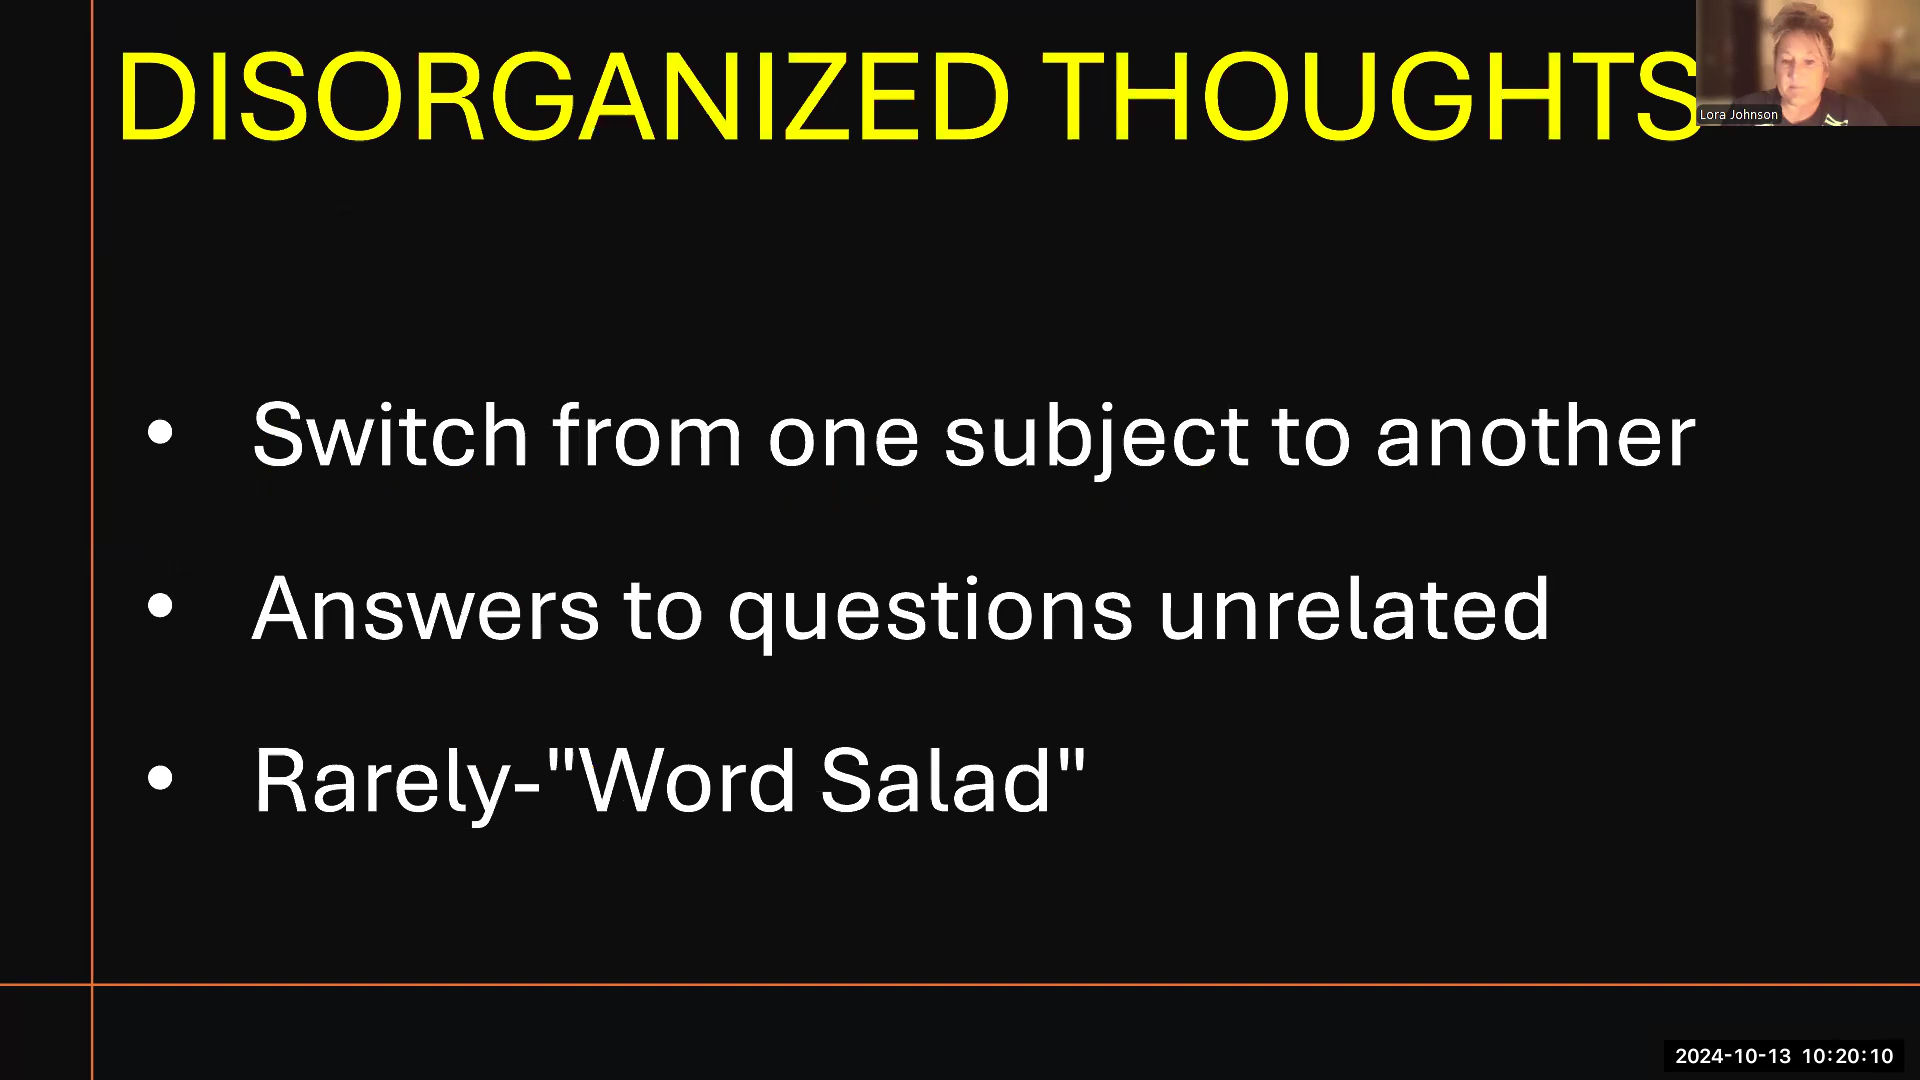 DISORGANIZED THOUGHTS
Lora Johnson
• Switch from one subject to another
• Answers to questions unrelated
• Rarely-"Word Salad"
2024-10-13 10:20:10